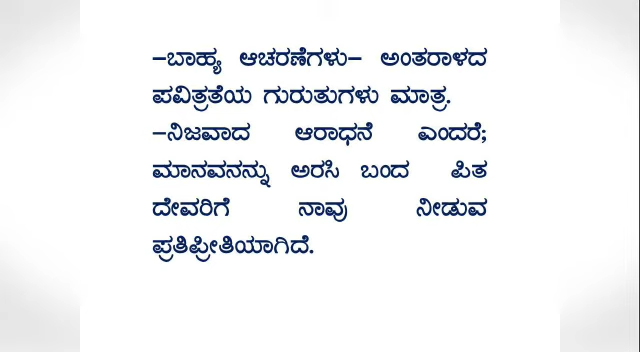 –ಬಾಹ್ಯ ಆಚರಣೆಗಳು– ಅಂತರಾಳದ
ಪವಿತ್ರತೆಯ ಗುರುತುಗಳು ಮಾತ್ರ.
–ನಿಜವಾದ ಆರಾಧನೆ ಎಂದರೆ;
ಮಾನವನನ್ನು ಅರಸಿ ಬಂದ ಪಿತ
ದೇವರಿಗೆ ನಾವು ನೀಡುವ
ಪ್ರತಿಪ್ರೀತಿಯಾಗಿದೆ.